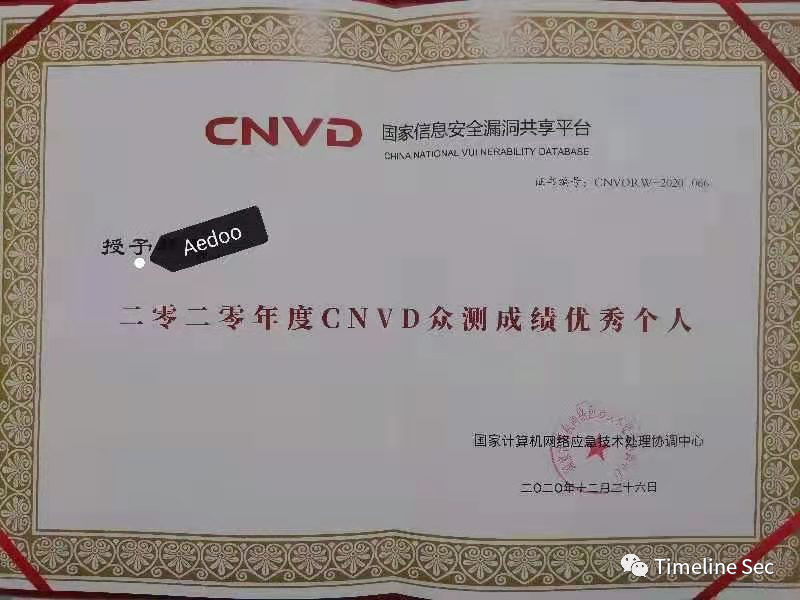 CNVD 国家信息安全漏洞共享平台
CHINA NATIONAL VULNERABILITY DATABASE
证书编号：CNVDRW-2020-066
授予
Aedoo
二零二零年度CNVD众测成绩优秀个人
国家计算机网络应急技术处理协调中心
二〇二〇年十二月二十六日
Timeline Sec